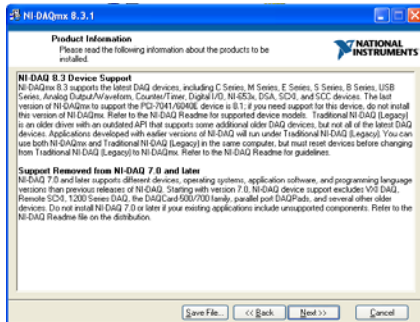 NI-DAQmx 8.3.1
Product Information
Please read the following information about the products to be
installed.
NATIONAL
INSTRUMENTS
NI-DAQ 8.3 Device Support
NI-DAQmx 8.3 supports the latest DAQ devices, including C Series, M Series, E Series, S Series, B Series, USB
Series, Analog Output/Waveform, Counter/Timer, Digital I/O, NI-653x, DSA, SCXI, and SCC devices. The last
version of NI-DAQmx to support the PCI-7041/6040E device is 8.1; if you need support for this device, do not install
this version of NI-DAQmx. Refer to the NI-DAQ Readme for supported device models. Traditional NI-DAQ (Legacy)
is an older driver with an outdated API that supports some additional older DAQ devices, but not all of the latest DAQ
devices. Applications developed with earlier versions of NI-DAQ will run under Traditional NI-DAQ (Legacy). You can
use both NI-DAQmx and Traditional NI-DAQ (Legacy) in the same computer, but must reset devices before changing
from Traditional NI-DAQ (Legacy) to NI-DAQmx. Refer to the NI-DAQ Readme for guidelines.
Support Removed from NI-DAQ 7.0 and later
NI-DAQ 7.0 and later supports different devices, operating systems, application software, and programming language
versions than previous releases of NI-DAQ. Starting with version 7.0, NI-DAQ device support excludes VXI DAQ,
Remote SCXI, 1200 Series DAQ, the DAQCard-500/700 family, parallel port DAQPads, and several other older
devices. Do not install NI-DAQ 7.0 or later if your existing applications include unsupported components. Refer to the
NI-DAQ Readme file on the distribution.
Save File... << Back Next >> Cancel